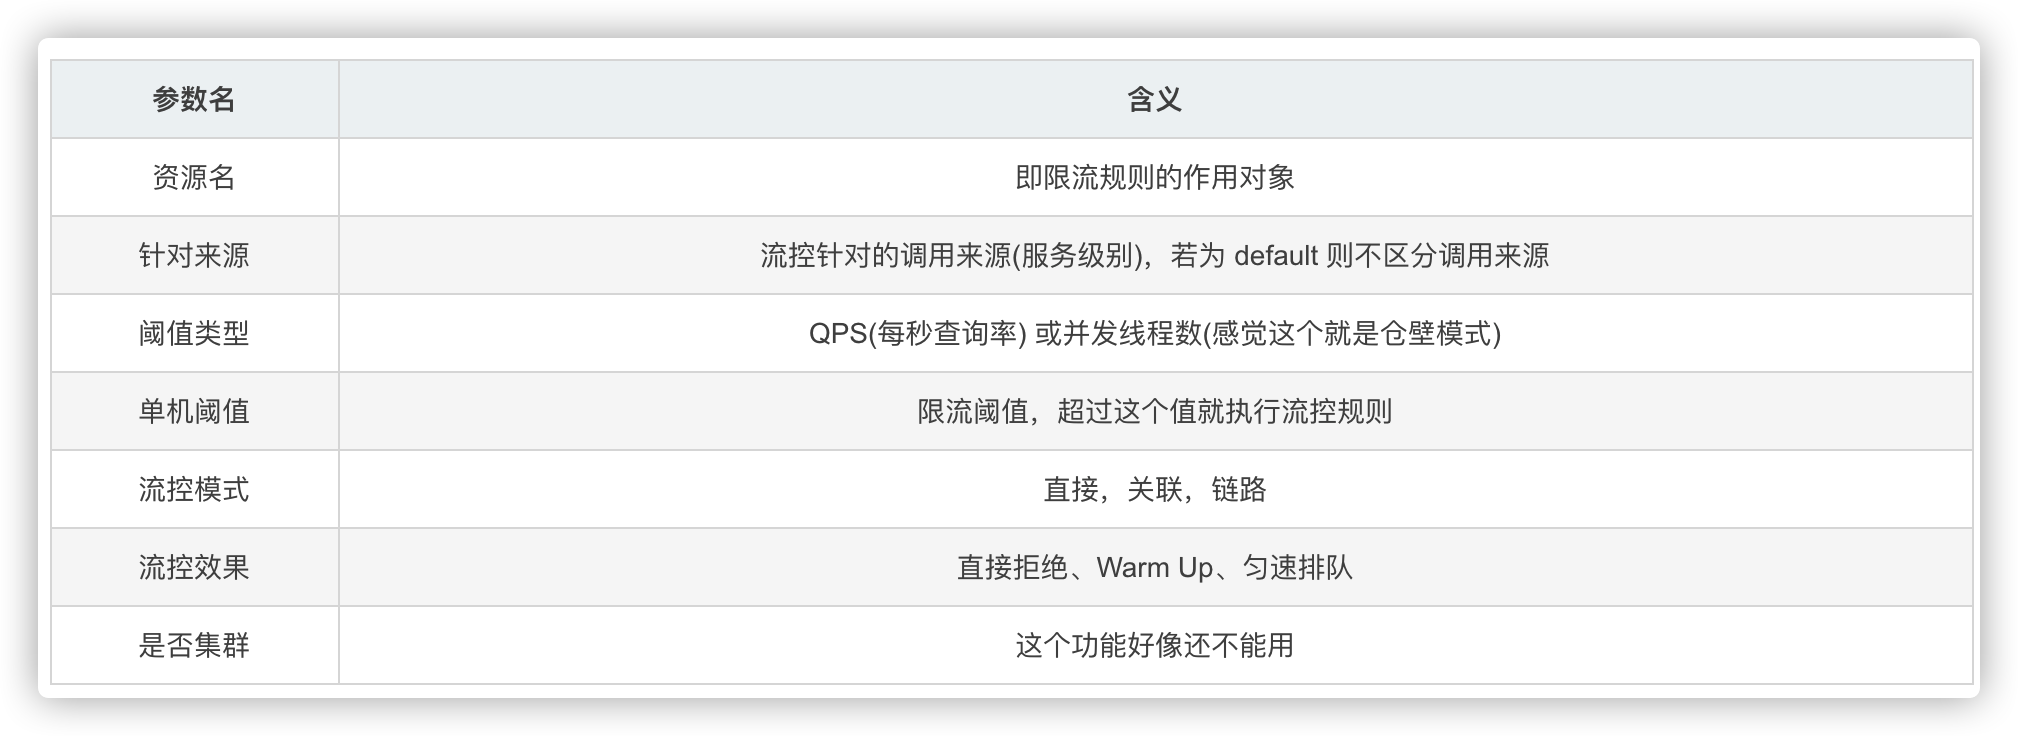 参数名 含义
资源名 即限流规则的作用对象
针对来源 流控针对的调用来源(服务级别)，若为 default 则不区分调用来源
阈值类型 QPS(每秒查询率) 或并发线程数(感觉这个就是仓壁模式)
单机阈值 限流阈值，超过这个值就执行流控规则
流控模式 直接，关联，链路
流控效果 直接拒绝、Warm Up、匀速排队
是否集群 这个功能好像还不能用